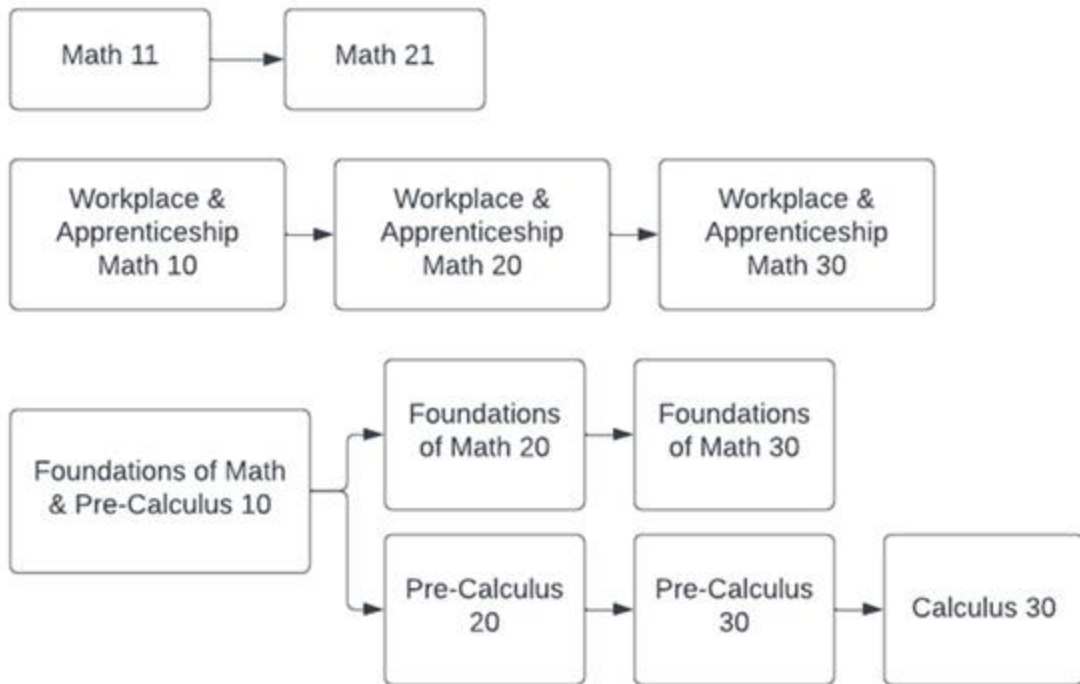 Math 11
Math 21
Workplace &
Apprenticeship
Math 10
Workplace &
Apprenticeship
Math 20
Workplace &
Apprenticeship
Math 30
Foundations of Math
& Pre-Calculus 10
Foundations
of Math 20
Foundations
of Math 30
Pre-Calculus
20
Pre-Calculus
30
Calculus 30